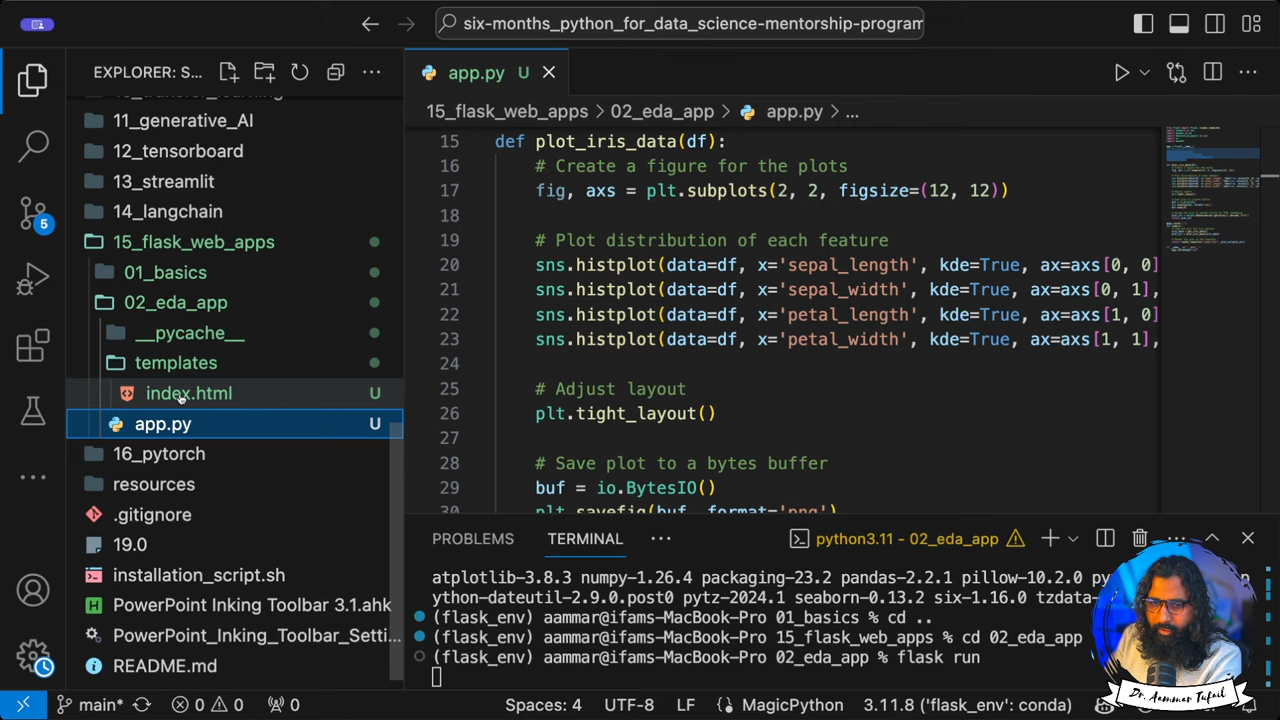 six-months_python_for_data_science-mentorship-program
EXPLORER: S...
11_generative_AI
12_tensorboard
13_streamlit
14_langchain
15_flask_web_apps
01_basics
02_eda_app
__pycache__
templates
index.html U
app.py U
16_pytorch
resources
.gitignore
19.0
installation_script.sh
PowerPoint Inking Toolbar 3.1.ahk
PowerPoint_Inking_Toolbar_Setti...
README.md
5
app.py U
15_flask_web_apps > 02_eda_app > app.py > ...
15 def plot_iris_data(df):
16 # Create a figure for the plots
17 fig, axs = plt.subplots(2, 2, figsize=(12, 12))
18
19 # Plot distribution of each feature
20 sns.histplot(data=df, x='sepal_length', kde=True, ax=axs[0, 0]
21 sns.histplot(data=df, x='sepal_width', kde=True, ax=axs[0, 1],
22 sns.histplot(data=df, x='petal_length', kde=True, ax=axs[1, 0]
23 sns.histplot(data=df, x='petal_width', kde=True, ax=axs[1, 1],
24
25 # Adjust layout
26 plt.tight_layout()
27
28 # Save plot to a bytes buffer
29 buf = io.BytesIO()
30 plt.savefig(buf, format='png')
PROBLEMS TERMINAL ... python3.11 - 02_eda_app
atplotlib-3.8.3 numpy-1.26.4 packaging-23.2 pandas-2.2.1 pillow-10.2.0
ython-dateutil-2.9.0.post0 pytz-2024.1 seaborn-0.13.2 six-1.16.0 tzdata-
(flask_env) aammar@ifams-MacBook-Pro 01_basics % cd ..
(flask_env) aammar@ifams-MacBook-Pro 15_flask_web_apps % cd 02_eda_app
(flask_env) aammar@ifams-MacBook-Pro 02_eda_app % flask run
Dr. Aammar Tufail
main* 0 0 0 Spaces: 4 UTF-8 LF MagicPython 3.11.8 ('flask_env': conda)